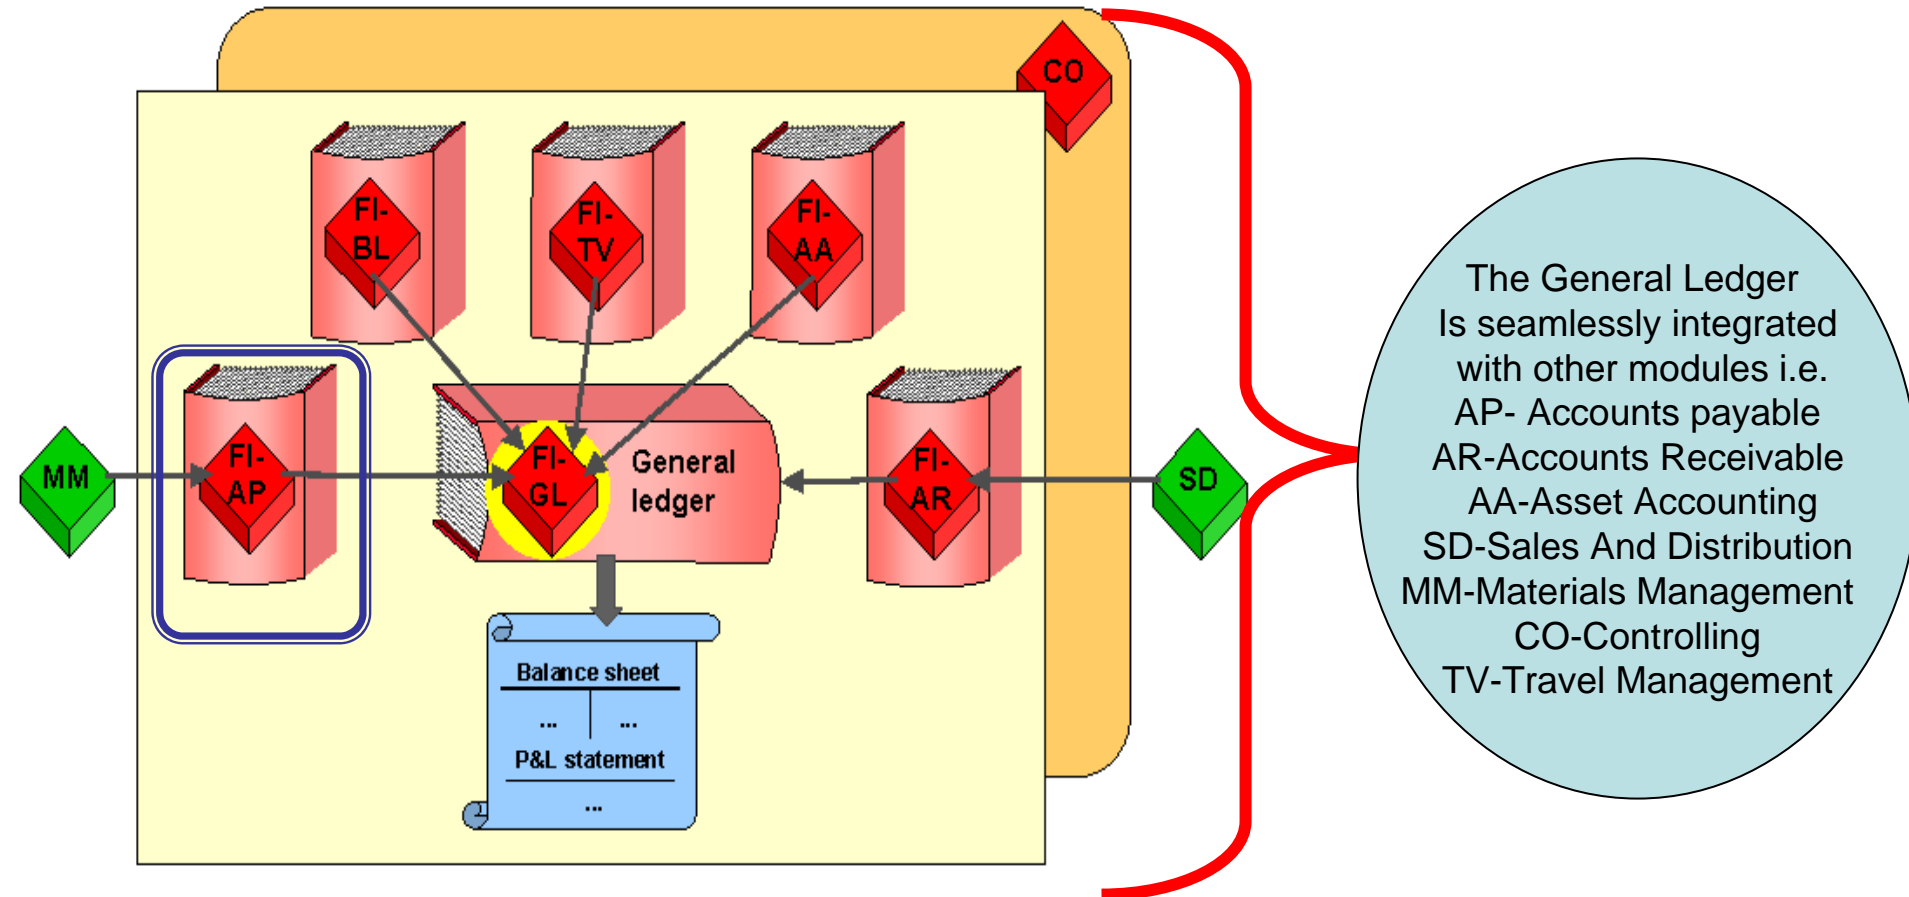 CO
FI-
BL
FI-
TV
FI-
AA
MM
FI-
AP
FI-
GL
General
ledger
FI-
AR
SD
Balance sheet
... ...
P&L statement
...
The General Ledger
Is seamlessly integrated
with other modules i.e.
AP- Accounts payable
AR-Accounts Receivable
AA-Asset Accounting
SD-Sales And Distribution
MM-Materials Management
CO-Controlling
TV-Travel Management